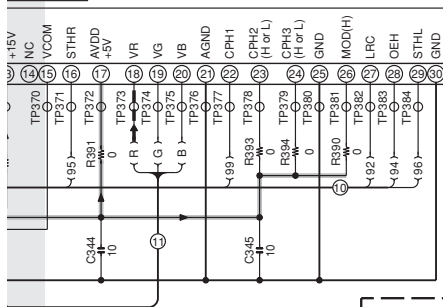 +15V
NC
VCOM
STHR
AVDD
+5V
VR
VG
VB
AGND
CPH1
CPH2
(H or L)
CPH3
(H or L)
GND
MOD(H)
LRC
OEH
STHL
GND
14 15 16 17 18 19 20 21 22 23 24 25 26 27 28 29 30
TP370
TP371
TP372
TP373
TP374
TP375
TP376
TP377
TP378
TP379
TP380
TP381
TP382
TP383
TP384
95
R391
0
R
G
B
99
R393
0
R394
0
R390
0
92
94
96
10
11
C344
10
C345
10